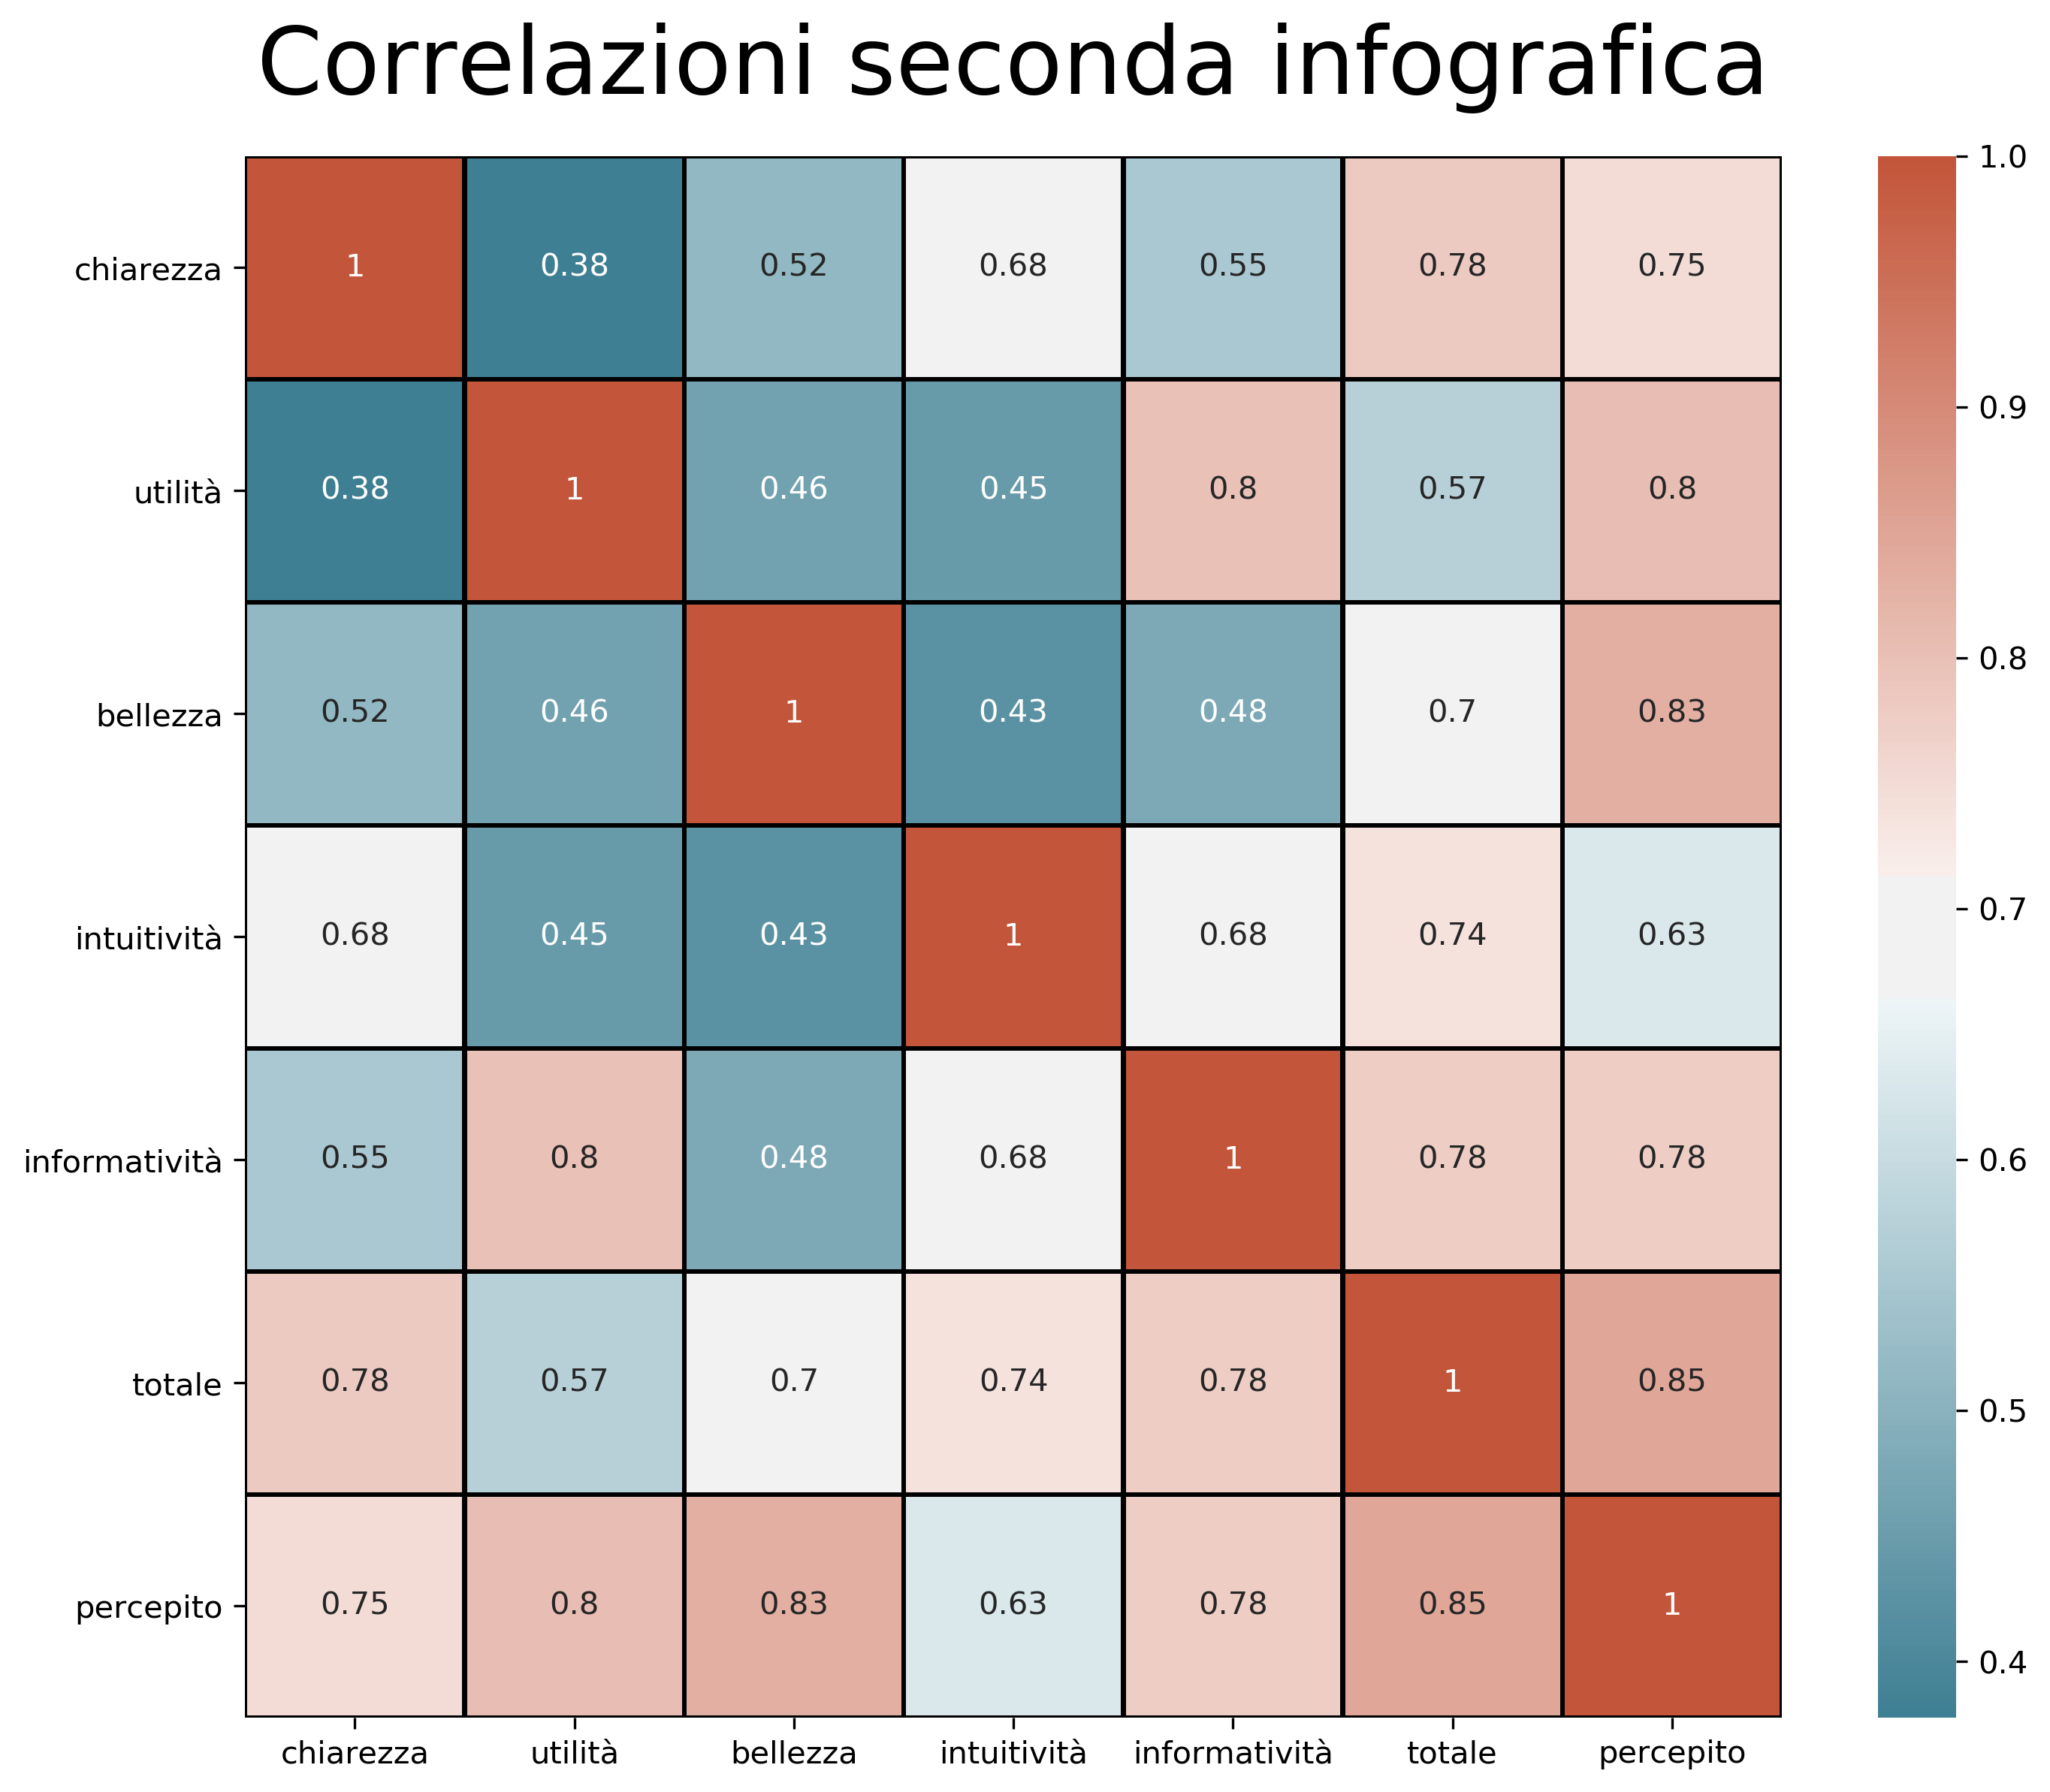 Correlazioni seconda infografica
chiarezza 1 0.38 0.52 0.68 0.55 0.78 0.75
utilità 0.38 1 0.46 0.45 0.8 0.57 0.8
bellezza 0.52 0.46 1 0.43 0.48 0.7 0.83
intuitività 0.68 0.45 0.43 1 0.68 0.74 0.63
informatività 0.55 0.8 0.48 0.68 1 0.78 0.78
totale 0.78 0.57 0.7 0.74 0.78 1 0.85
percepito 0.75 0.8 0.83 0.63 0.78 0.85 1
chiarezza utilità bellezza intuitività informatività totale percepito
1.0
0.9
0.8
0.7
0.6
0.5
0.4